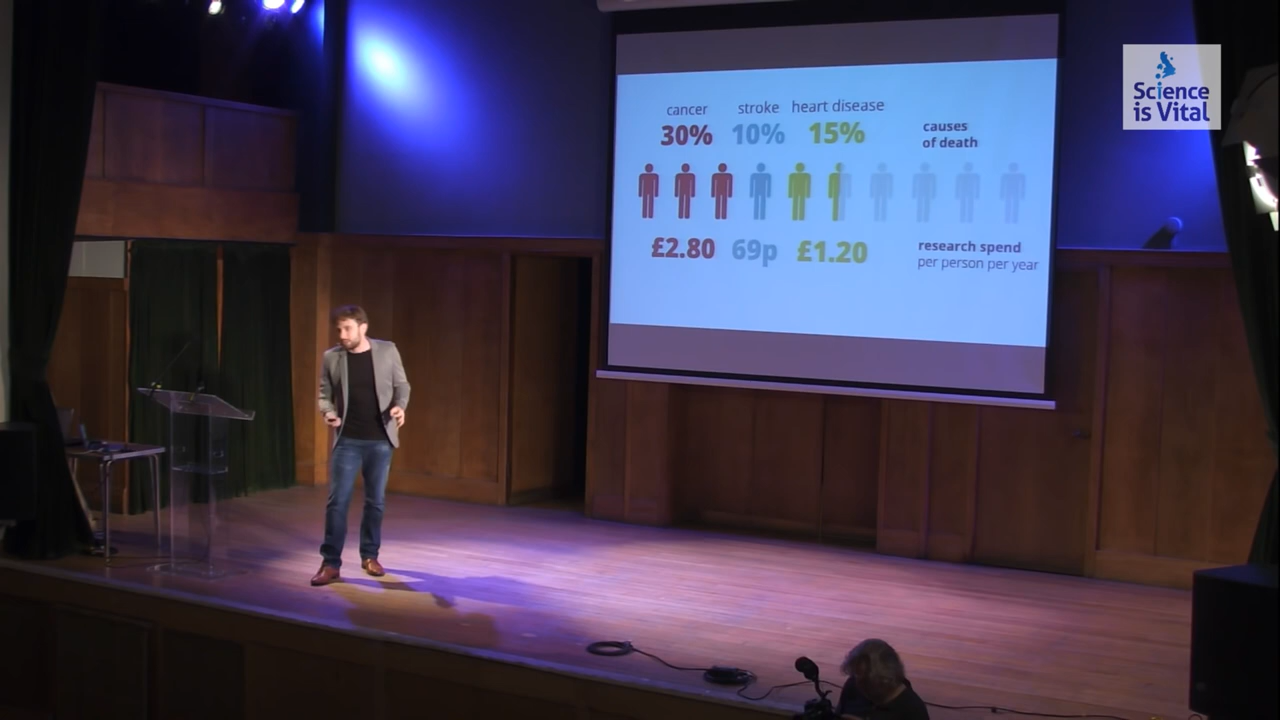 cancer stroke heart disease
30% 10% 15%
causes
of death
£2.80 69p £1.20
research spend
per person per year
Science
is Vital